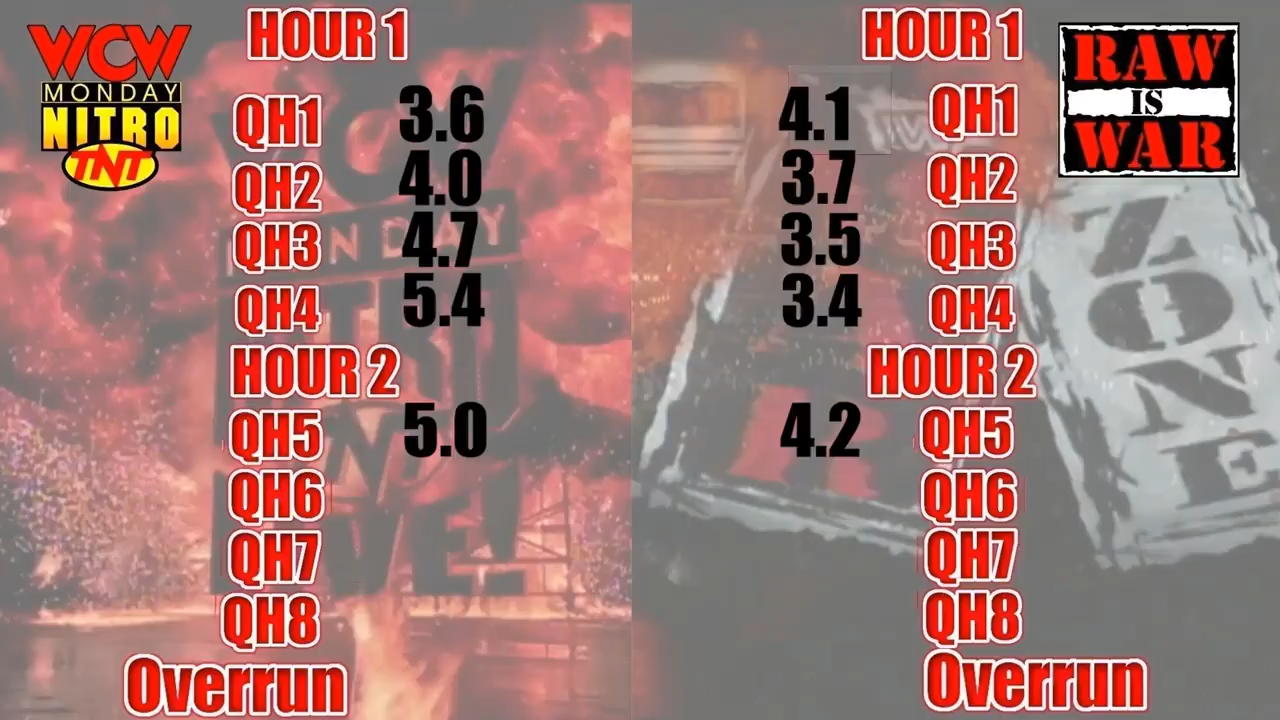 WCW
MONDAY
NITRO
TNT
HOUR 1
QH1 3.6
QH2 4.0
QH3 4.7
QH4 5.4
HOUR 2
QH5 5.0
QH6
QH7
QH8
Overrun
HOUR 1
4.1 QH1
3.7 QH2
3.5 QH3
3.4 QH4
HOUR 2
4.2 QH5
QH6
QH7
QH8
Overrun
RAW
IS
WAR
ZONE